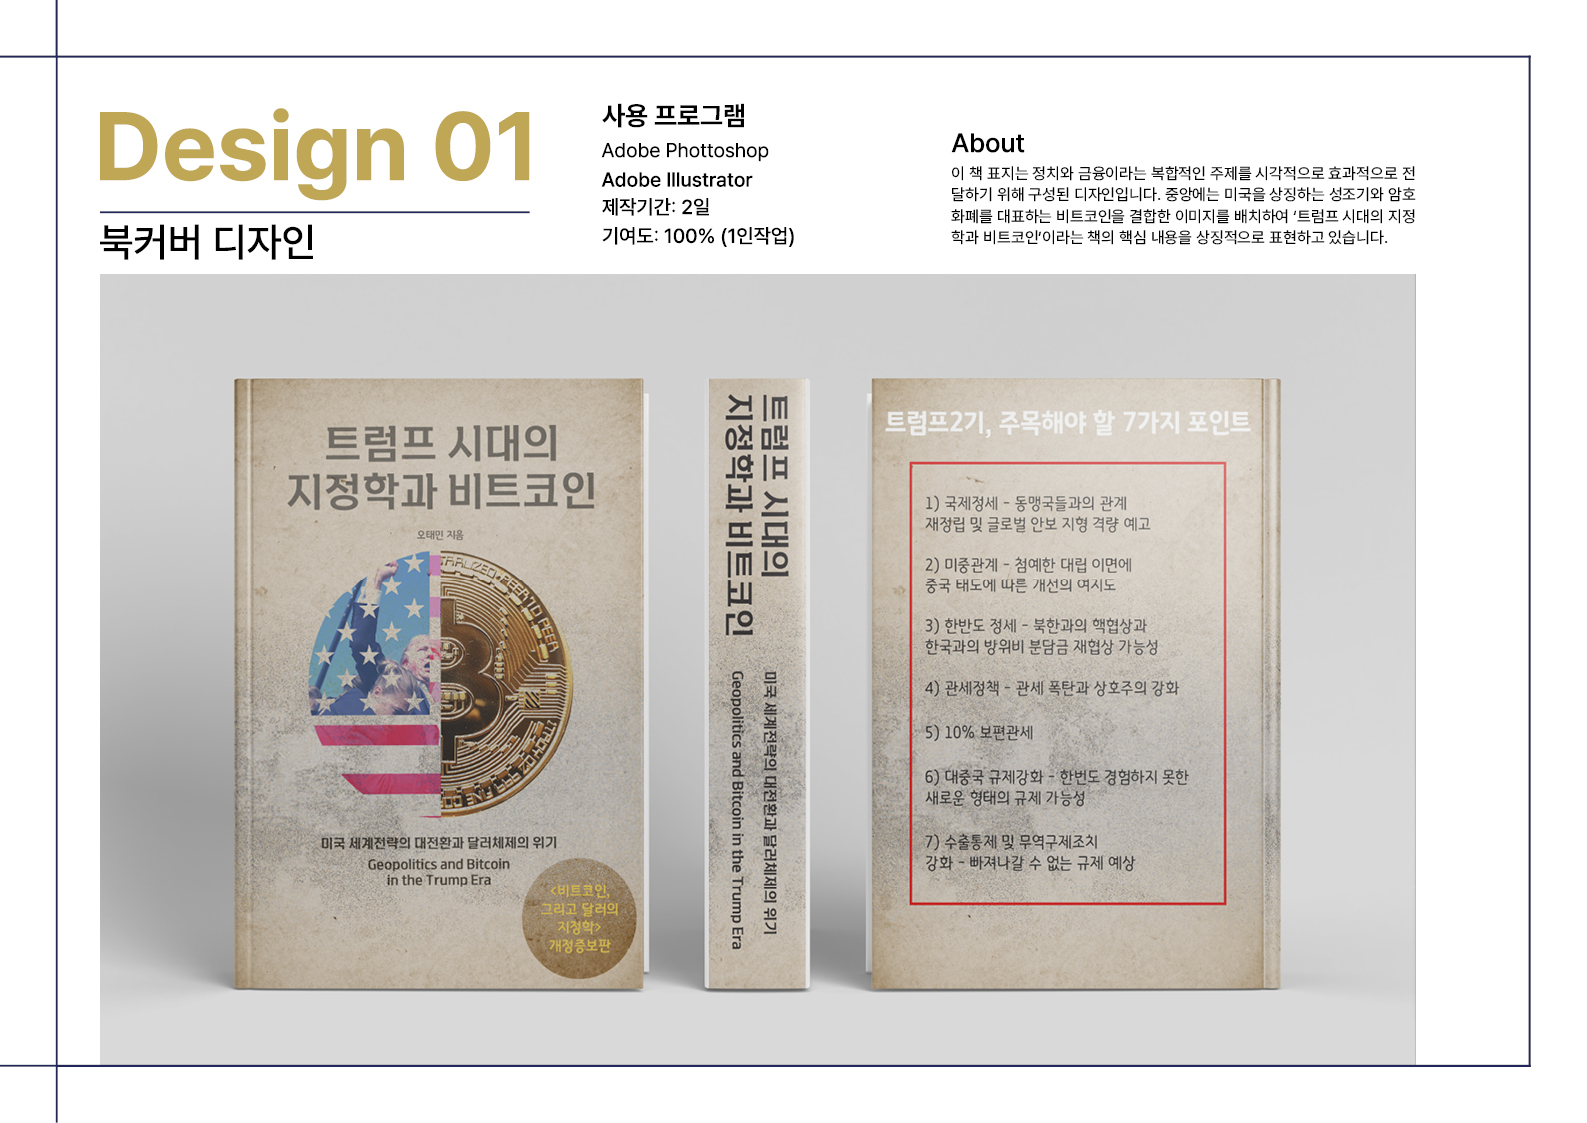 Design 01
북커버 디자인
사용 프로그램
Adobe Phottoshop
Adobe Illustrator
제작기간: 2일
기여도: 100% (1인작업)
About
이 책 표지는 정치와 금융이라는 복합적인 주제를 시각적으로 효과적으로 전
달하기 위해 구성된 디자인입니다. 중앙에는 미국을 상징하는 성조기와 암호
화폐를 대표하는 비트코인을 결합한 이미지를 배치하여 ‘트럼프 시대의 지정
학과 비트코인’이라는 책의 핵심 내용을 상징적으로 표현하고 있습니다.
트럼프 시대의
지정학과 비트코인
오태민 지음
PEER TO PEER
미국 세계전략의 대전환과 달러체제의 위기
Geopolitics and Bitcoin
in the Trump Era
<비트코인,
그리고 달러의
지정학>
개정증보판
트럼프 시대의
지정학과 비트코인
미국 세계전략의 대전환과 달러체제의 위기
Geopolitics and Bitcoin in the Trump Era
트럼프2기, 주목해야 할 7가지 포인트
1) 국제정세 - 동맹국들과의 관계
재정립 및 글로벌 안보 지형 격량 예고
2) 미중관계 - 첨예한 대립 이면에
중국 태도에 따른 개선의 여시도
3) 한반도 정세 - 북한과의 핵협상과
한국과의 방위비 분담금 재협상 가능성
4) 관세정책 - 관세 폭탄과 상호주의 강화
5) 10% 보편관세
6) 대중국 규제강화 - 한번도 경험하지 못한
새로운 형태의 규제 가능성
7) 수출통제 및 무역구제조치
강화 - 빠져나갈 수 없는 규제 예상